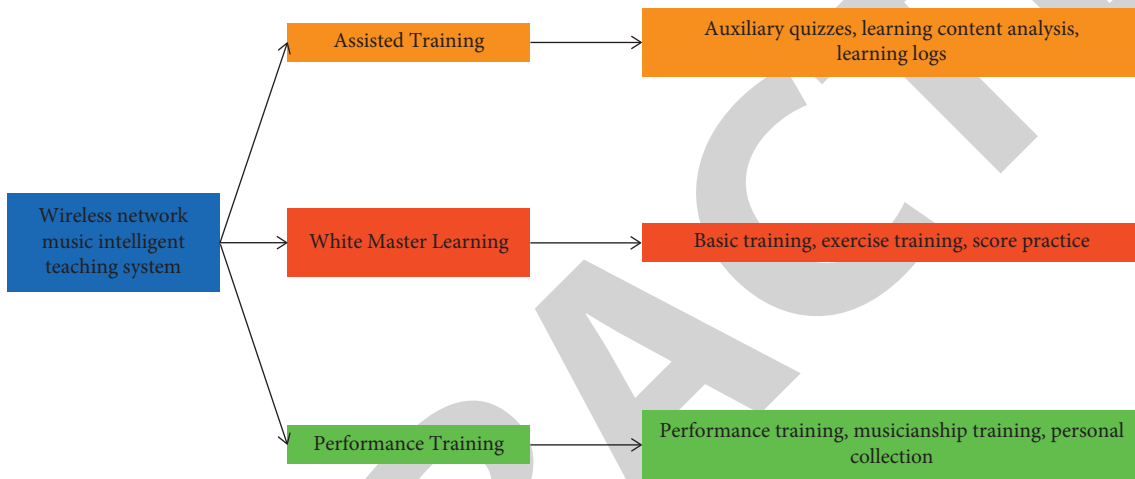 Assisted Training
Auxiliary quizzes, learning content analysis,
learning logs
Wireless network
music intelligent
teaching system
White Master Learning
Basic training, exercise training, score practice
Performance Training
Performance training, musicianship training, personal
collection